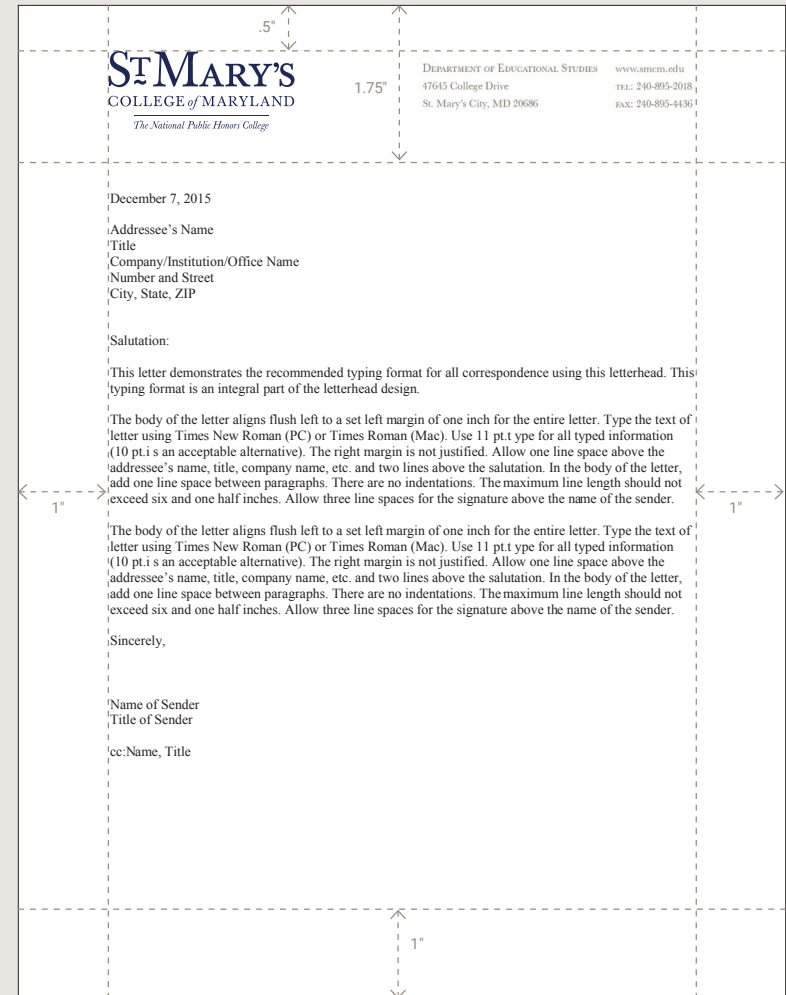 .5"
ST MARY'S
COLLEGE of MARYLAND
The National Public Honors College
1.75"
DEPARTMENT OF EDUCATIONAL STUDIES
47645 College Drive
St. Mary's City, MD 20686
www.smcm.edu
TEL: 240-895-2018
FAX: 240-895-4436
December 7, 2015
Addressee's Name
Title
Company/Institution/Office Name
Number and Street
City, State, ZIP
Salutation:
This letter demonstrates the recommended typing format for all correspondence using this letterhead. This
typing format is an integral part of the letterhead design.
The body of the letter aligns flush left to a set left margin of one inch for the entire letter. Type the text of
letter using Times New Roman (PC) or Times Roman (Mac). Use 11 pt.t ype for all typed information
(10 pt.i s an acceptable alternative). The right margin is not justified. Allow one line space above the
addressee's name, title, company name, etc. and two lines above the salutation. In the body of the letter,
add one line space between paragraphs. There are no indentations. The maximum line length should not
exceed six and one half inches. Allow three line spaces for the signature above the name of the sender.
1"
1"
The body of the letter aligns flush left to a set left margin of one inch for the entire letter. Type the text of
letter using Times New Roman (PC) or Times Roman (Mac). Use 11 pt.t ype for all typed information
(10 pt.i s an acceptable alternative). The right margin is not justified. Allow one line space above the
addressee's name, title, company name, etc. and two lines above the salutation. In the body of the letter,
add one line space between paragraphs. There are no indentations. The maximum line length should not
exceed six and one half inches. Allow three line spaces for the signature above the name of the sender.
Sincerely,
Name of Sender
Title of Sender
cc:Name, Title
1"